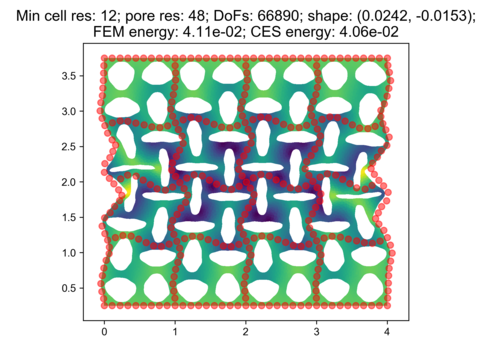 Min cell res: 12; pore res: 48; DoFs: 66890; shape: (0.0242, -0.0153);
FEM energy: 4.11e-02; CES energy: 4.06e-02
3.5
3.0
2.5
2.0
1.5
1.0
0.5
0 1 2 3 4